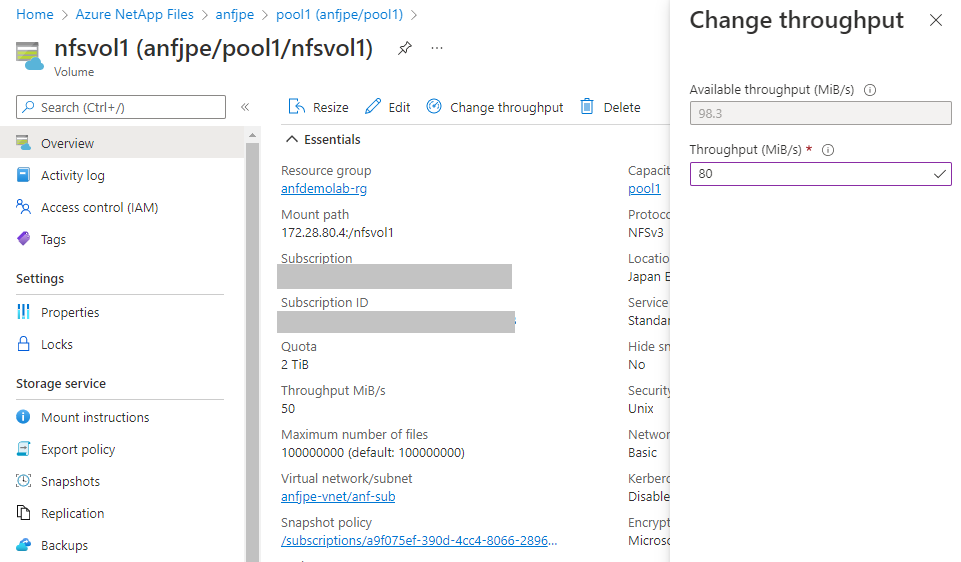 Home > Azure NetApp Files > anfjpe > pool1 (anfjpe/pool1) >
nfsvol1 (anfjpe/pool1/nfsvol1)
...
Volume
Search (Ctrl+/)
«
Overview
Activity log
Access control (IAM)
Tags
Settings
Properties
Locks
Storage service
Mount instructions
Export policy
Snapshots
Replication
Backups
Resize
Edit
Change throughput
Delete
Essentials
Resource group
anfdemolab-rg
Mount path
172.28.80.4:/nfsvol1
Subscription
Subscription ID
Quota
2 TiB
Throughput MiB/s
50
Maximum number of files
100000000 (default: 100000000)
Virtual network/subnet
anfjpe-vnet/anf-sub
Snapshot policy
/subscriptions/a9f075ef-390d-4cc4-8066-2896...
Capacit
pool1
Protoco
NFSv3
Locatio
Japan E
Service
Standar
Hide sn
No
Security
Unix
Networ
Basic
Kerbero
Disable
Encrypt
Microso
Change throughput
Available throughput (MiB/s)
98.3
Throughput (MiB/s) *
80